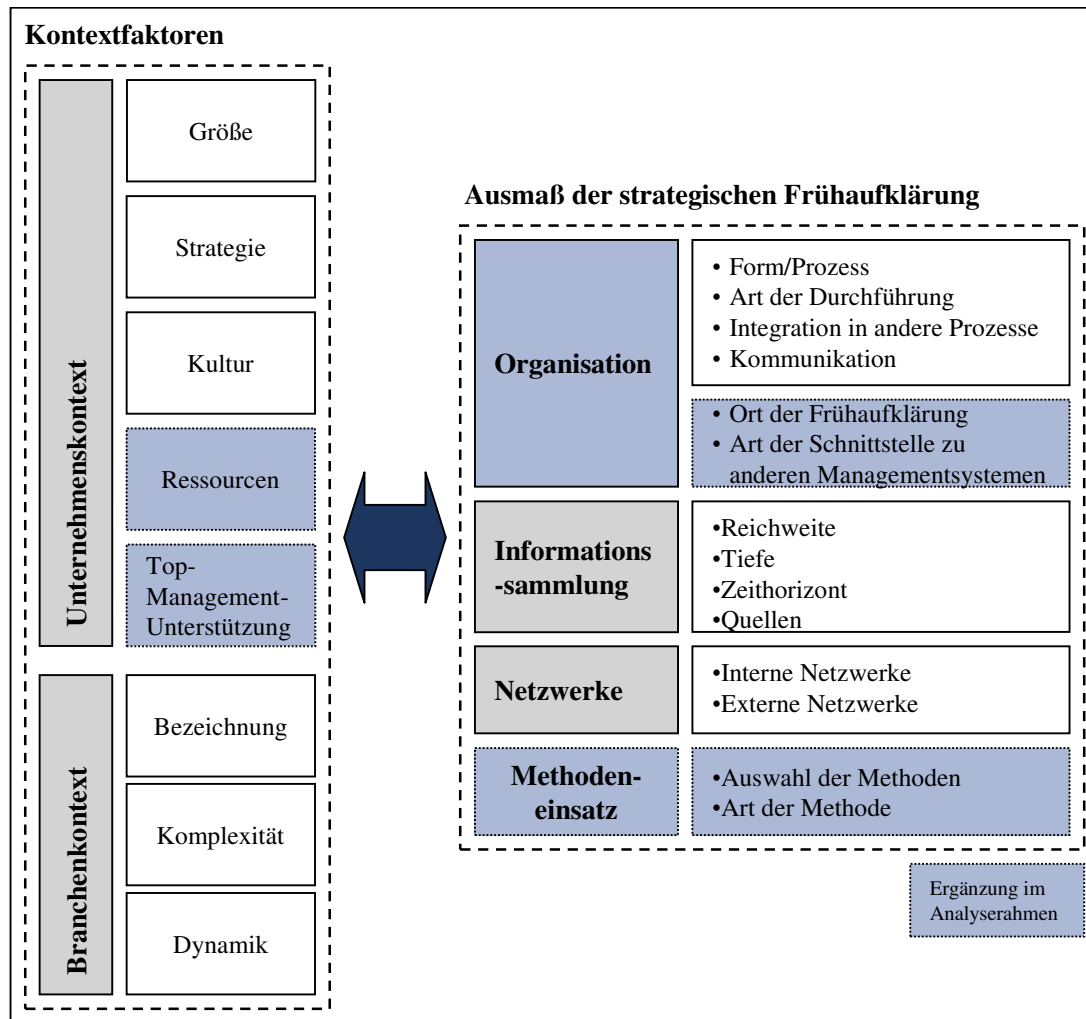 Kontextfaktoren
Unternehmenskontext
Größe
Strategie
Kultur
Ressourcen
Top-
Management-
Unterstützung
Branchenkontext
Bezeichnung
Komplexität
Dynamik
Ausmaß der strategischen Frühaufklärung
Organisation
• Form/Prozess
• Art der Durchführung
• Integration in andere Prozesse
• Kommunikation
• Ort der Frühaufklärung
• Art der Schnittstelle zu
anderen Managementsystemen
Informations
-sammlung
•Reichweite
•Tiefe
•Zeithorizont
•Quellen
Netzwerke
•Interne Netzwerke
•Externe Netzwerke
Methoden-
einsatz
•Auswahl der Methoden
•Art der Methode
Ergänzung im
Analyserahmen